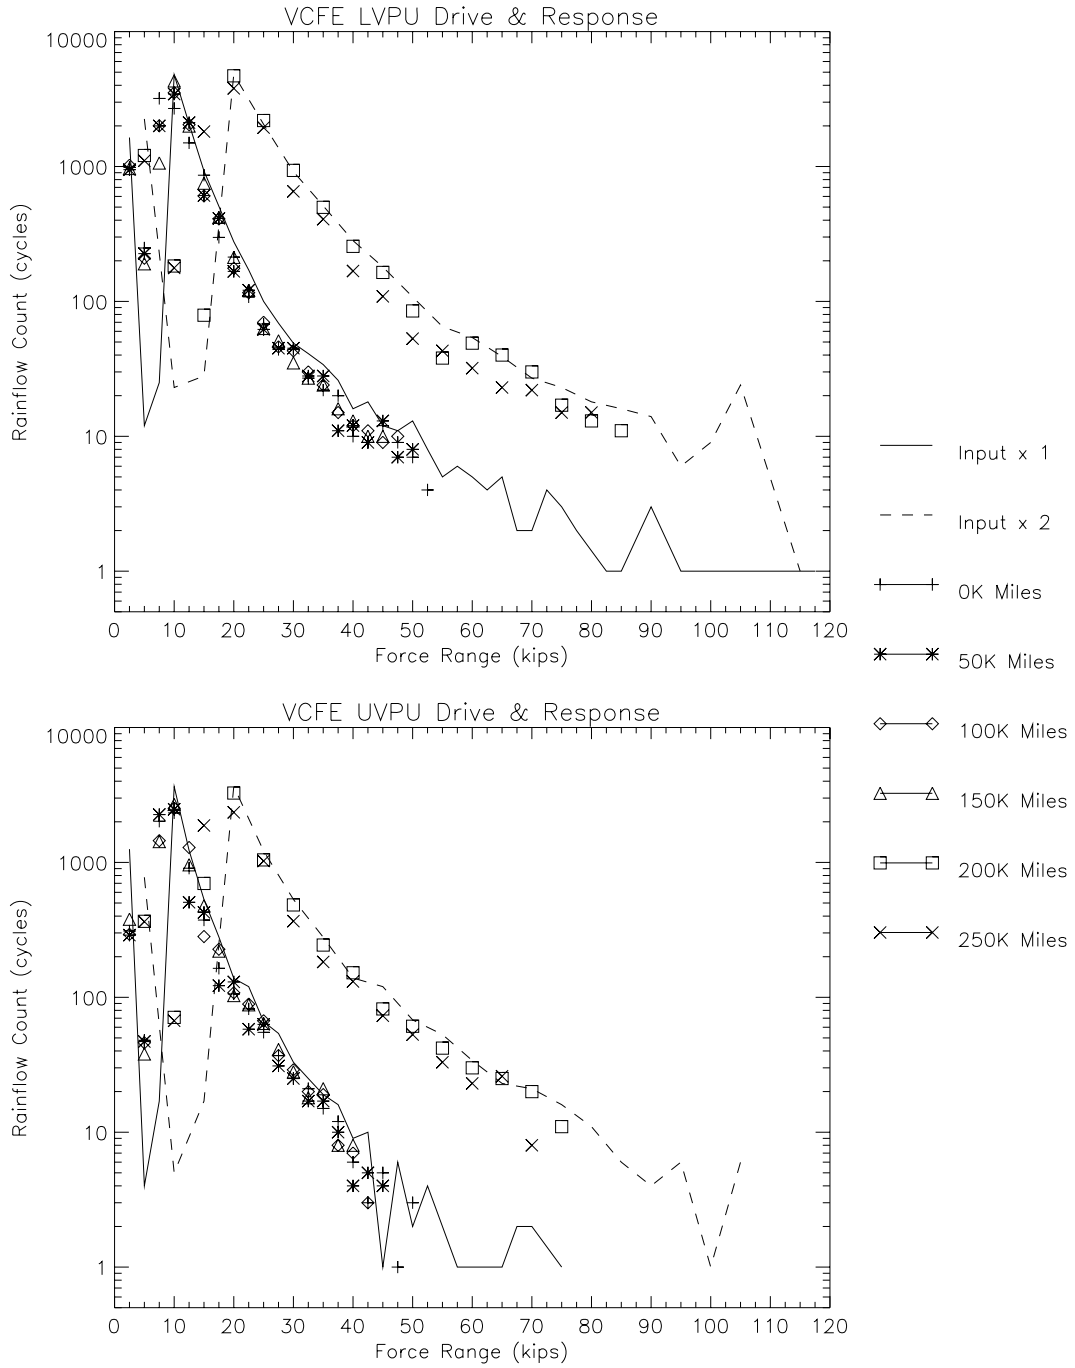 VCFE LVPU Drive & Response
10000
1000
100
10
1
Rainflow Count (cycles)
0 10 20 30 40 50 60 70 80 90 100 110 120
Force Range (kips)
Input x 1
Input x 2
0K Miles
50K Miles
100K Miles
150K Miles
200K Miles
250K Miles
VCFE UVPU Drive & Response
10000
1000
100
10
1
Rainflow Count (cycles)
0 10 20 30 40 50 60 70 80 90 100 110 120
Force Range (kips)